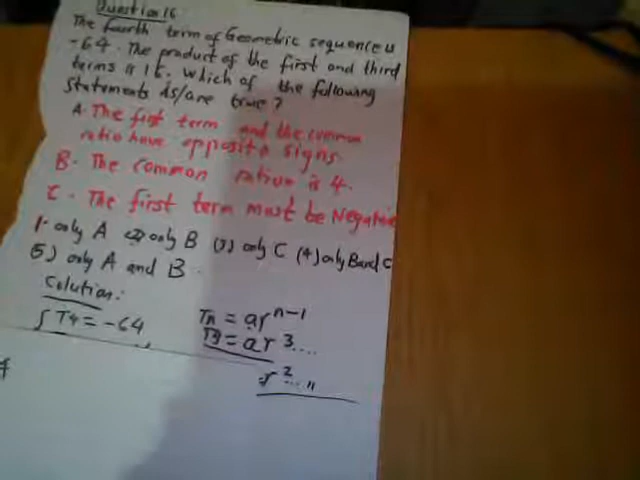 Question 16
The fourth term of Geometric sequence is
-64. The product of the first and third
terms is 16. Which of the following
Statements is/are true?
A. The first term and the common
ratio have opposite signs.
B. The common ration is 4.
C. The first term must be Negative
1. only A (2) only B (3) only C (4) only B and C
(5) only A and B.
Solution:
T4 = -64
Tn = ar^n-1
= ar^3....
r^2...